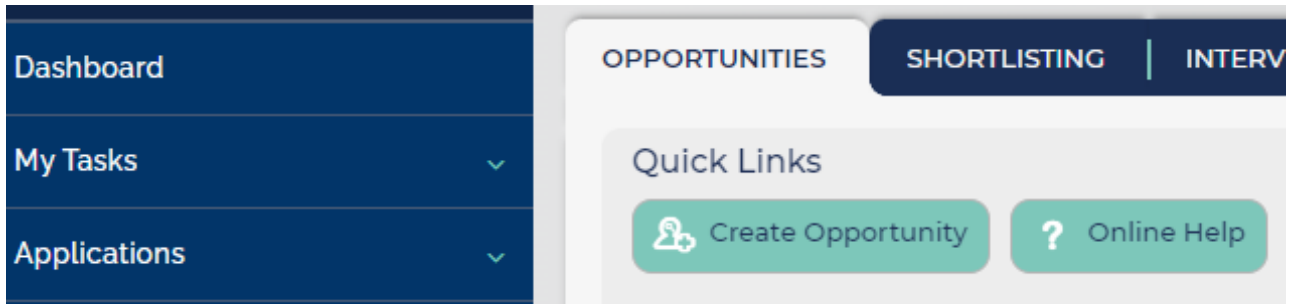 Dashboard
My Tasks
Applications
OPPORTUNITIES
SHORTLISTING
Quick Links
Create Opportunity
? Online Help